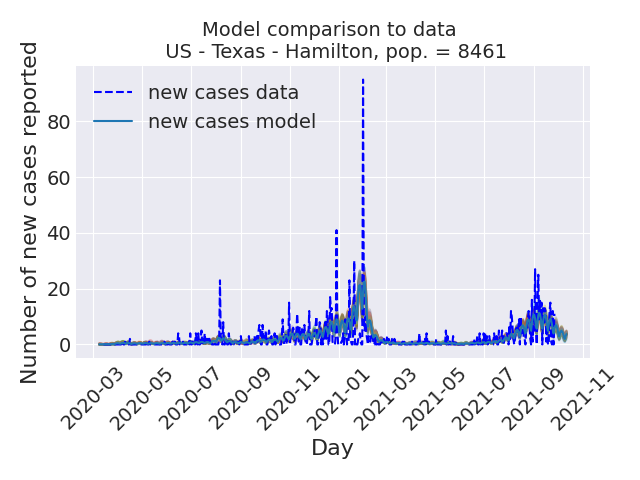 Model comparison to data
US - Texas - Hamilton, pop. = 8461
Number of new cases reported
new cases data
new cases model
80
60
40
20
0
2020-03
2020-05
2020-07
2020-09
2020-11
2021-01
2021-03
2021-05
2021-07
2021-09
2021-11
Day